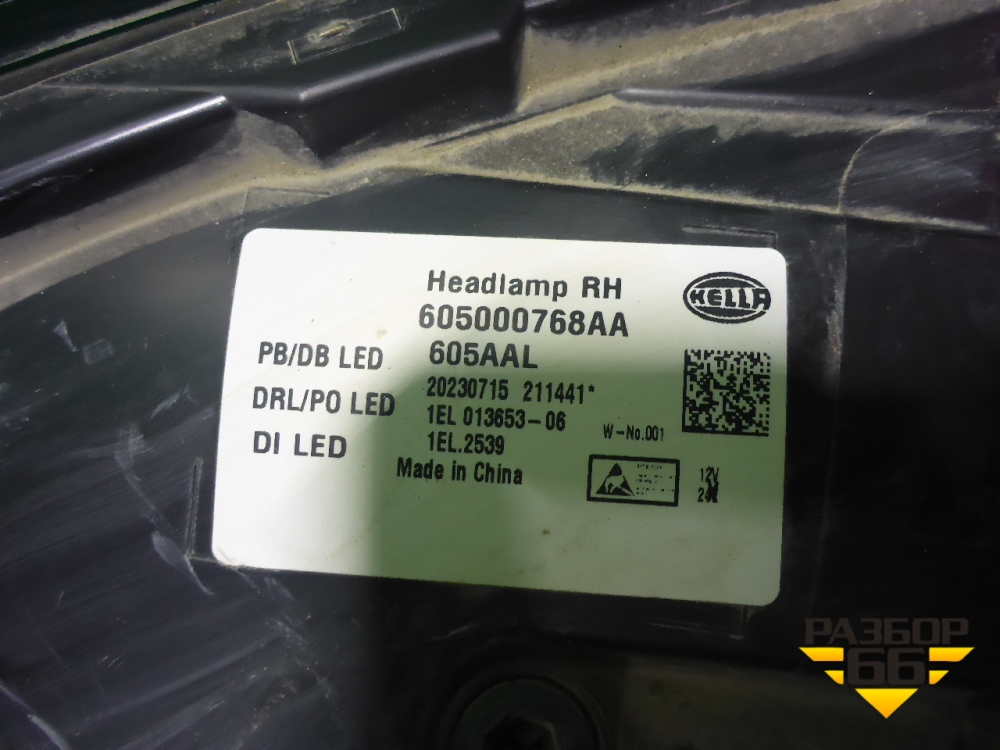 Headlamp RH
HELLA
605000768AA
PB/DB LED 605AAL
DRL/PO LED 20230715 211441*
1EL 013653-06
W-No.001
DI LED 1EL.2539
Made in China
12V
РАЗБОР
66